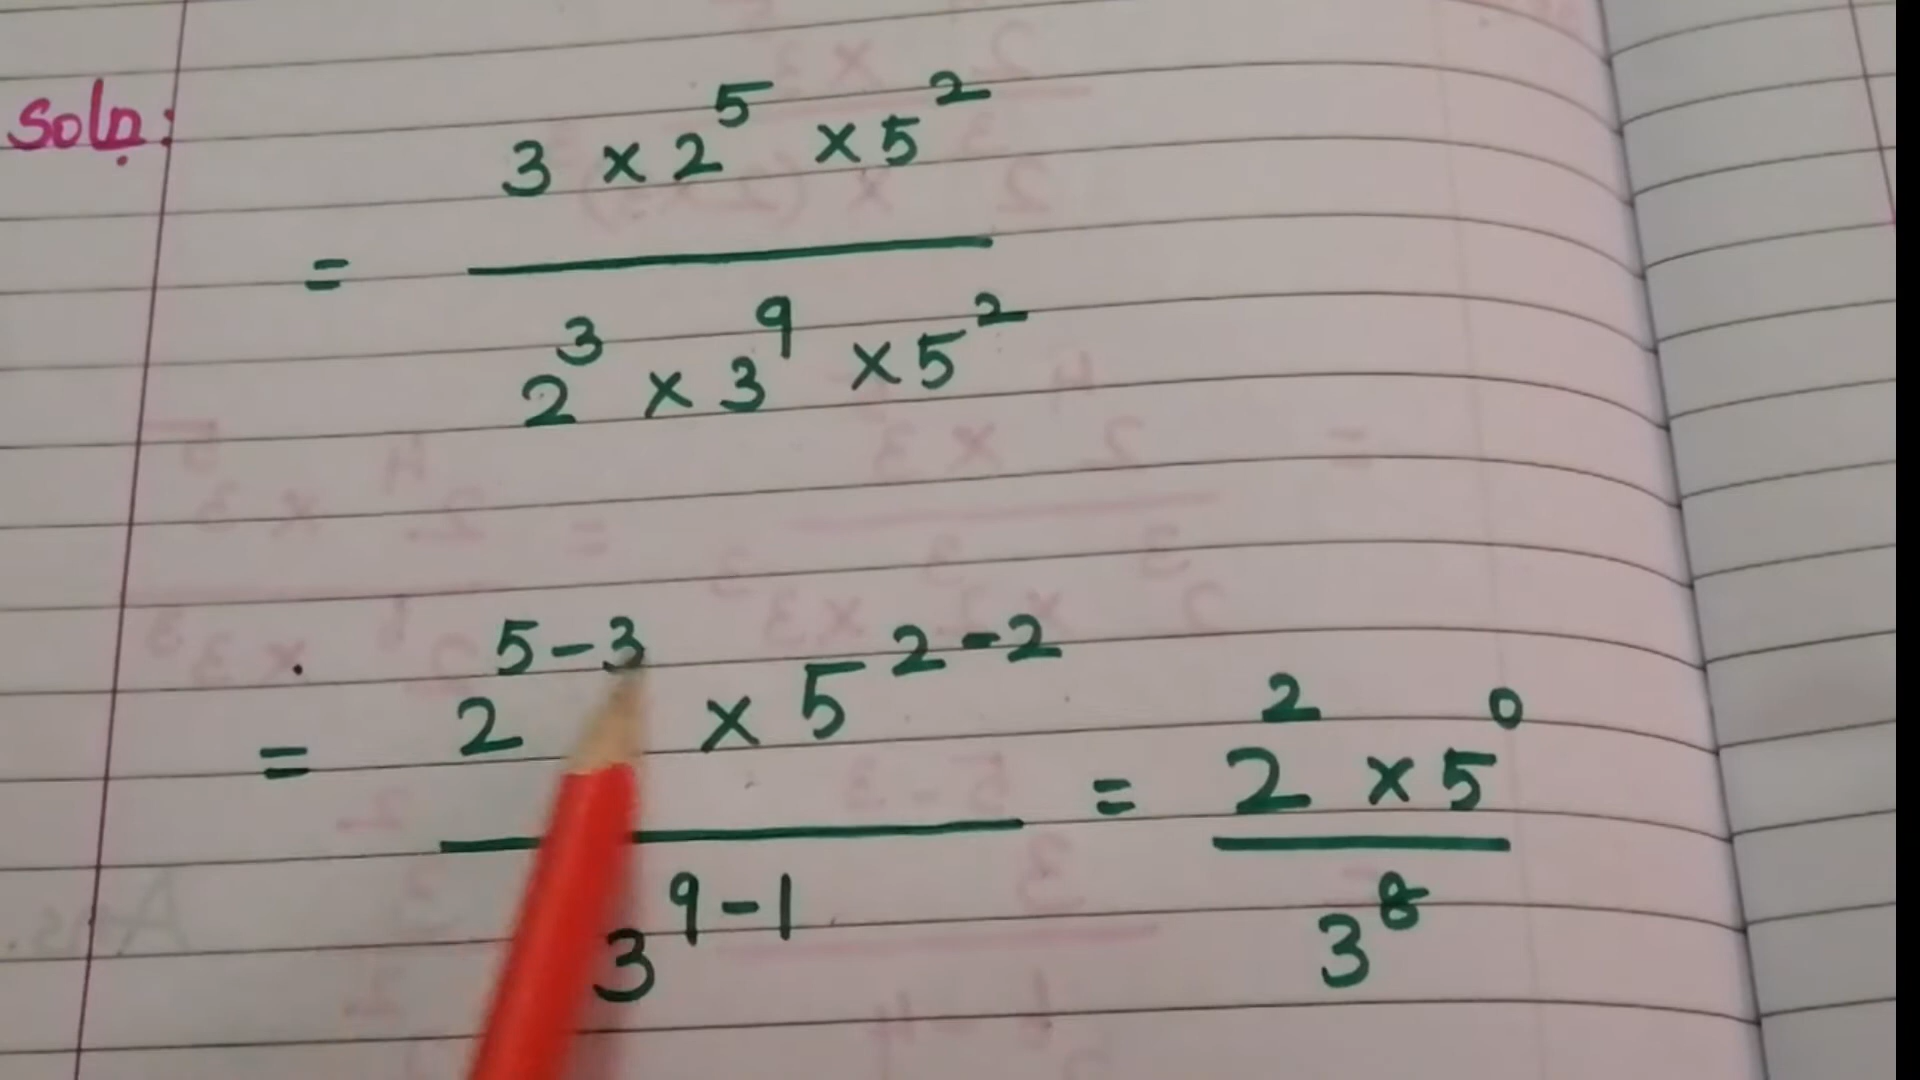 Soln:
= 3 × 2^5 × 5^2 / 2^3 × 3^9 × 5^2
= 2^5-3 × 5^2-2 / 3^9-1 = 2^2 × 5^0 / 3^8